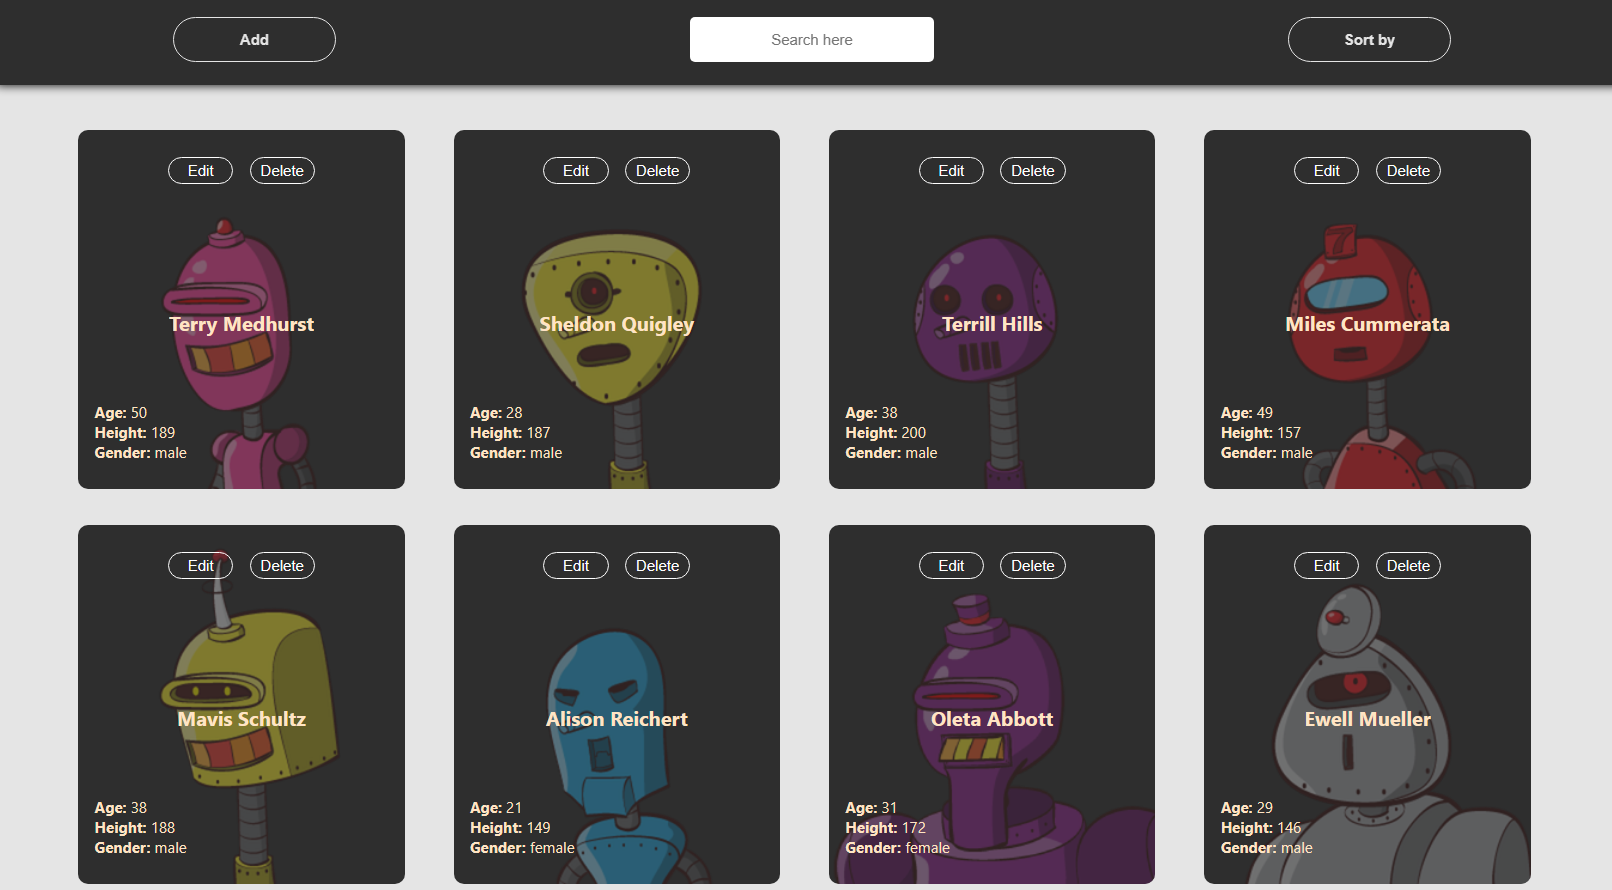 Add
Search here
Sort by
Edit Delete
Terry Medhurst
Age: 50
Height: 189
Gender: male
Edit Delete
Sheldon Quigley
Age: 28
Height: 187
Gender: male
Edit Delete
Terrill Hills
Age: 38
Height: 200
Gender: male
Edit Delete
7
Miles Cummerata
Age: 49
Height: 157
Gender: male
Edit Delete
Mavis Schultz
Age: 38
Height: 188
Gender: male
Edit Delete
Alison Reichert
Age: 21
Height: 149
Gender: female
Edit Delete
Oleta Abbott
Age: 31
Height: 172
Gender: female
Edit Delete
Ewell Mueller
Age: 29
Height: 146
Gender: male